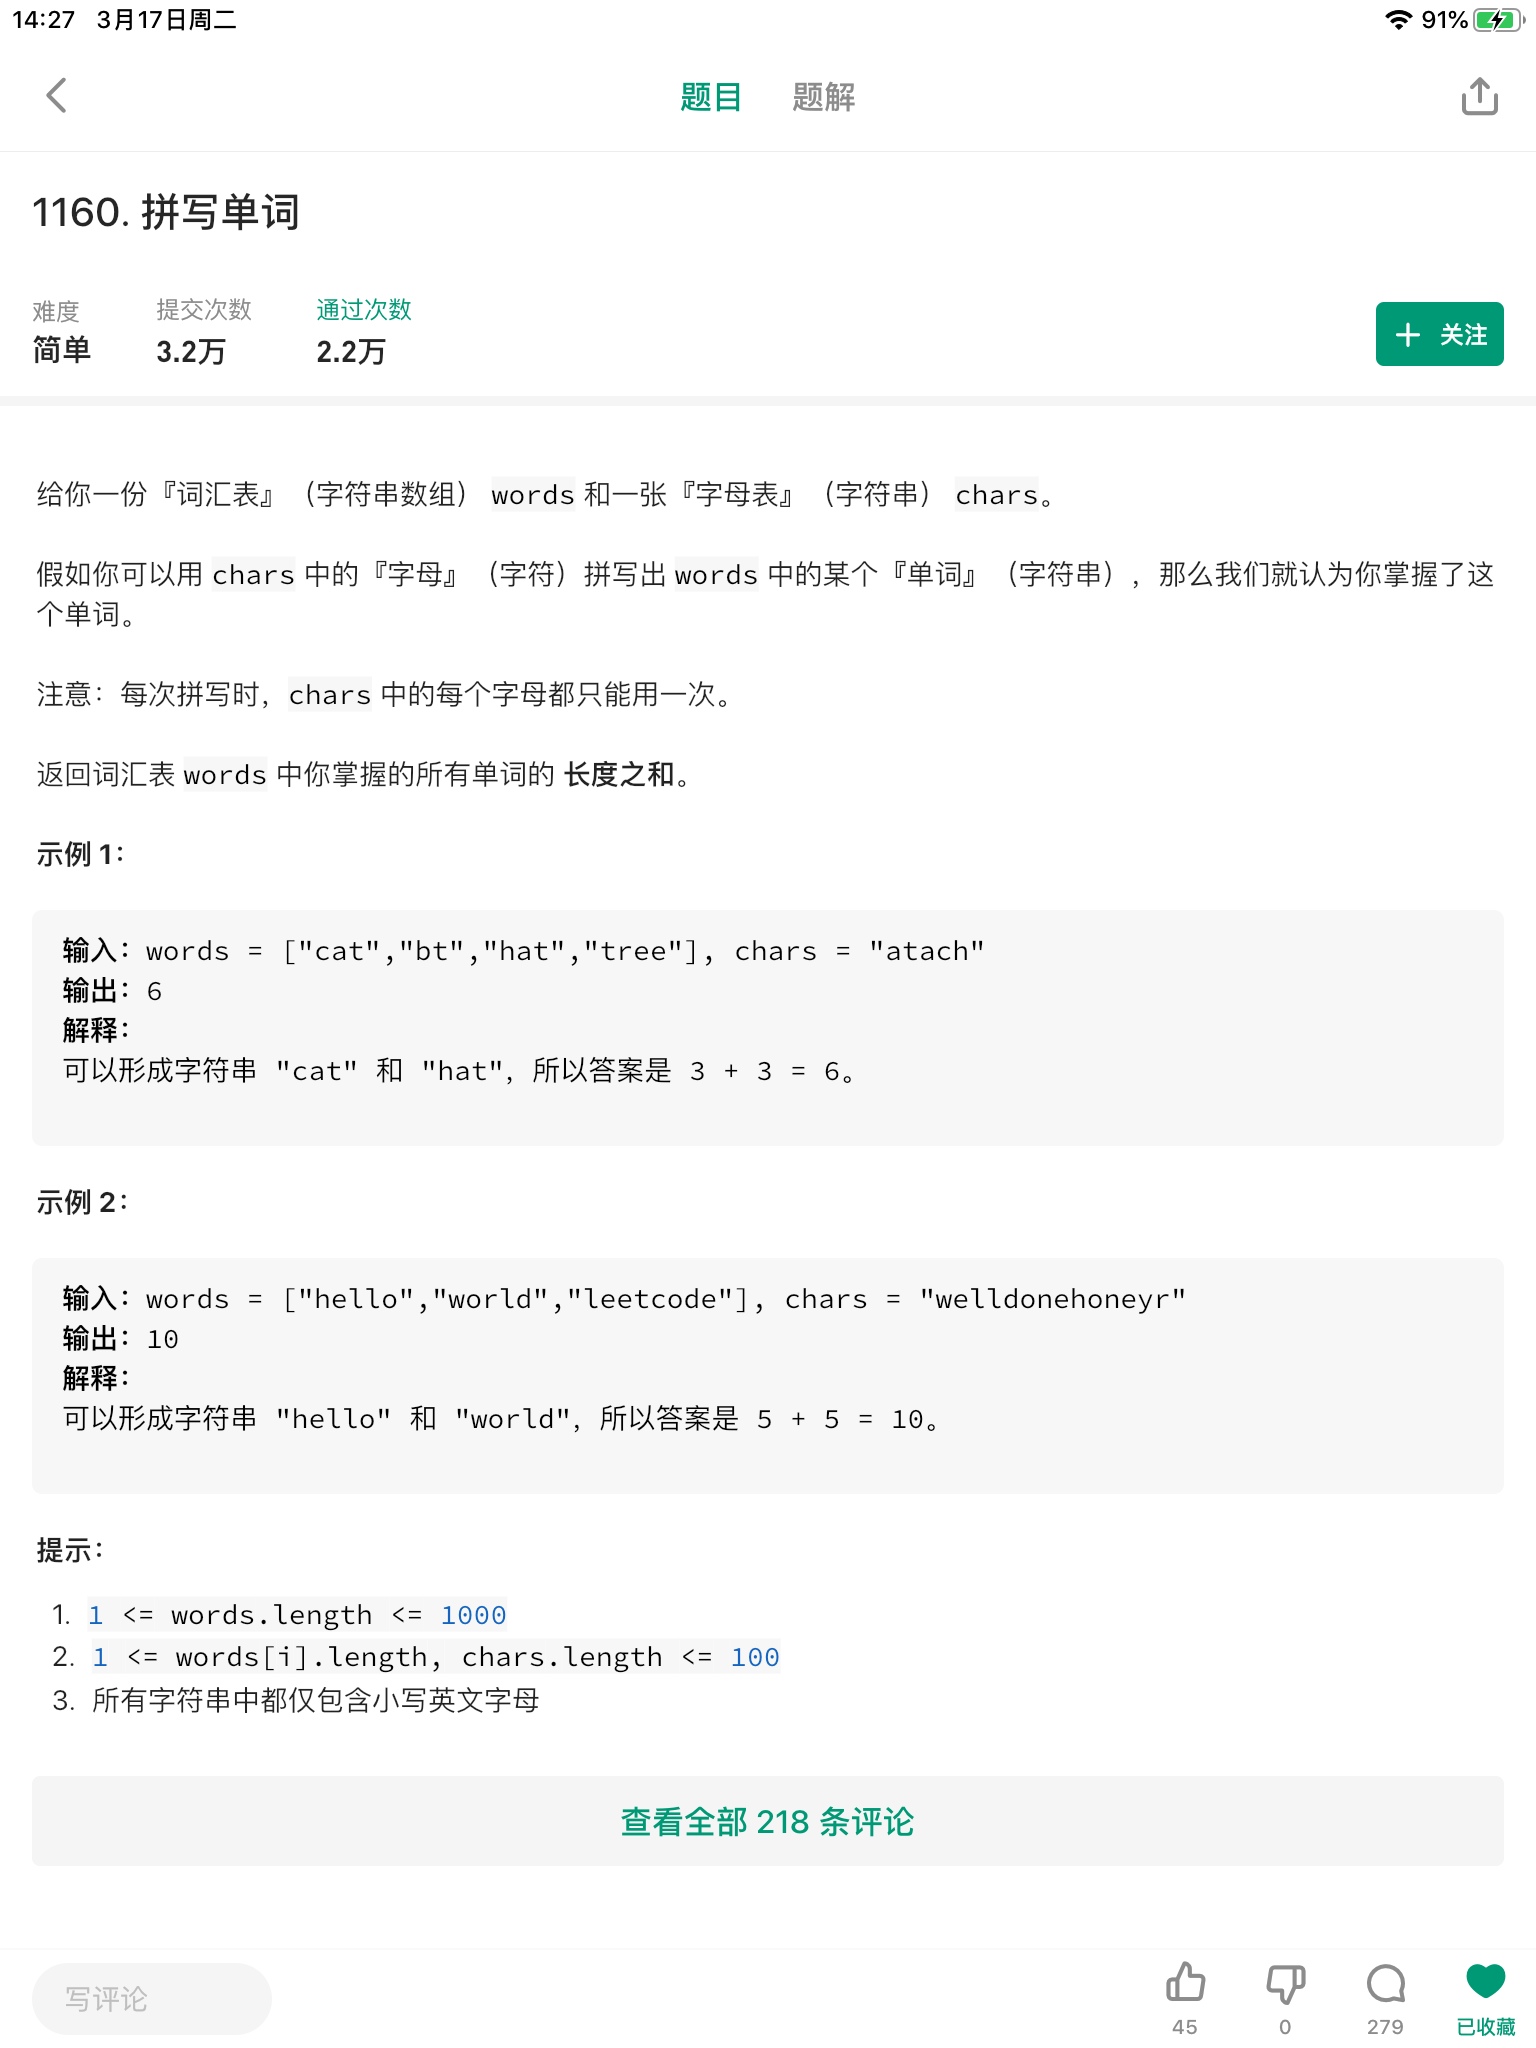 14:27 3月17日周二 91%
题目 题解
1160. 拼写单词
难度 提交次数 通过次数
简单 3.2万 2.2万
关注
给你一份『词汇表』（字符串数组） words 和一张『字母表』（字符串） chars。
假如你可以用 chars 中的『字母』（字符）拼写出 words 中的某个『单词』（字符串），那么我们就认为你掌握了这
个单词。
注意：每次拼写时，chars 中的每个字母都只能用一次。
返回词汇表 words 中你掌握的所有单词的 长度之和。
示例 1：
输入：words = ["cat","bt","hat","tree"], chars = "atach"
输出：6
解释：
可以形成字符串 "cat" 和 "hat"，所以答案是 3 + 3 = 6。
示例 2：
输入：words = ["hello","world","leetcode"], chars = "welldonehoneyr"
输出：10
解释：
可以形成字符串 "hello" 和 "world"，所以答案是 5 + 5 = 10。
提示：
1. 1 <= words.length <= 1000
2. 1 <= words[i].length, chars.length <= 100
3. 所有字符串中都仅包含小写英文字母
查看全部 218 条评论
写评论
45 0 279 已收藏